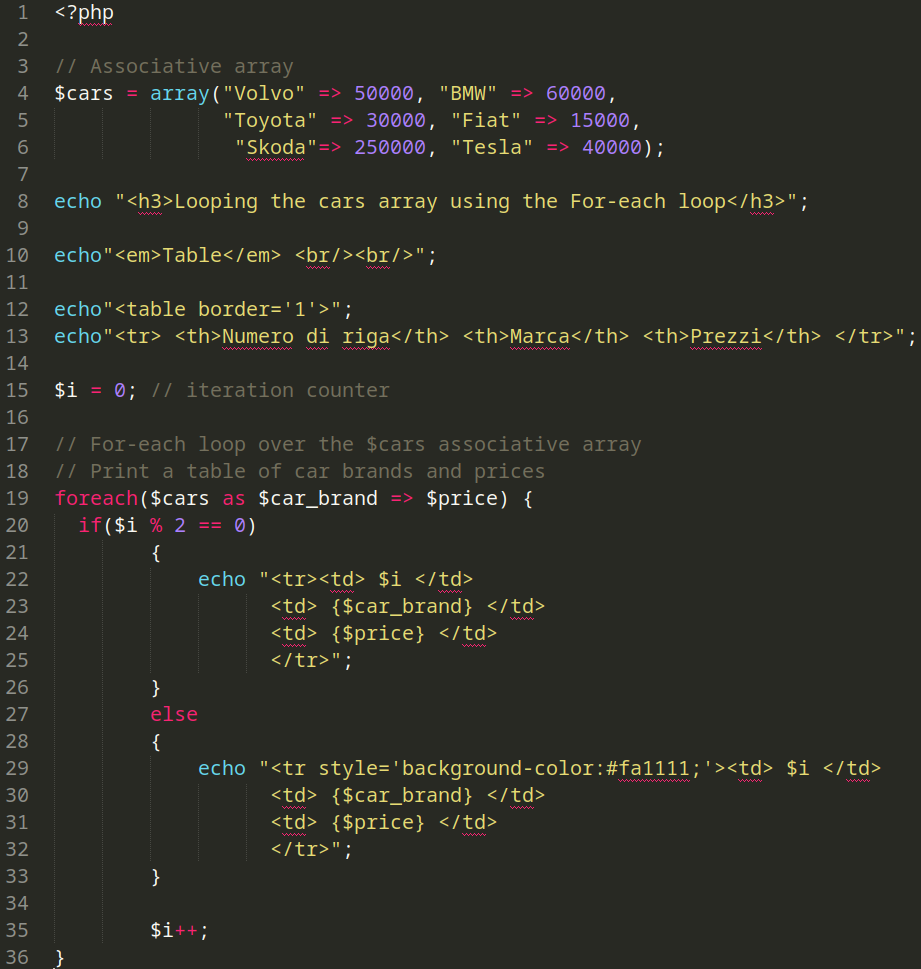 1 <?php
2
3 // Associative array
4 $cars = array("Volvo" => 50000, "BMW" => 60000,
5 "Toyota" => 30000, "Fiat" => 15000,
6 "Skoda"=> 250000, "Tesla" => 40000);
7
8 echo "<h3>Looping the cars array using the For-each loop</h3>";
9
10 echo"<em>Table</em> <br/><br/>";
11
12 echo"<table border='1'>";
13 echo"<tr> <th>Numero di riga</th> <th>Marca</th> <th>Prezzi</th> </tr>";
14
15 $i = 0; // iteration counter
16
17 // For-each loop over the $cars associative array
18 // Print a table of car brands and prices
19 foreach($cars as $car_brand => $price) {
20 if($i % 2 == 0)
21 {
22 echo "<tr><td> $i </td>
23 <td> {$car_brand} </td>
24 <td> {$price} </td>
25 </tr>";
26 }
27 else
28 {
29 echo "<tr style='background-color:#fa1111;'><td> $i </td>
30 <td> {$car_brand} </td>
31 <td> {$price} </td>
32 </tr>";
33 }
34
35 $i++;
36 }